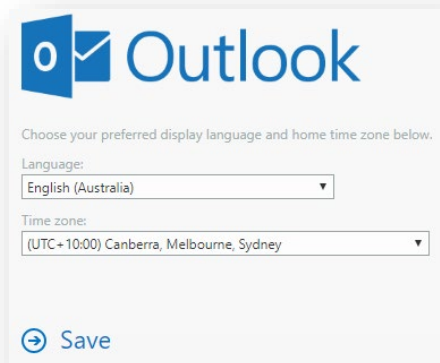 Outlook
Choose your preferred display language and home time zone below.
Language:
English (Australia)
Time zone:
(UTC+10:00) Canberra, Melbourne, Sydney
Save